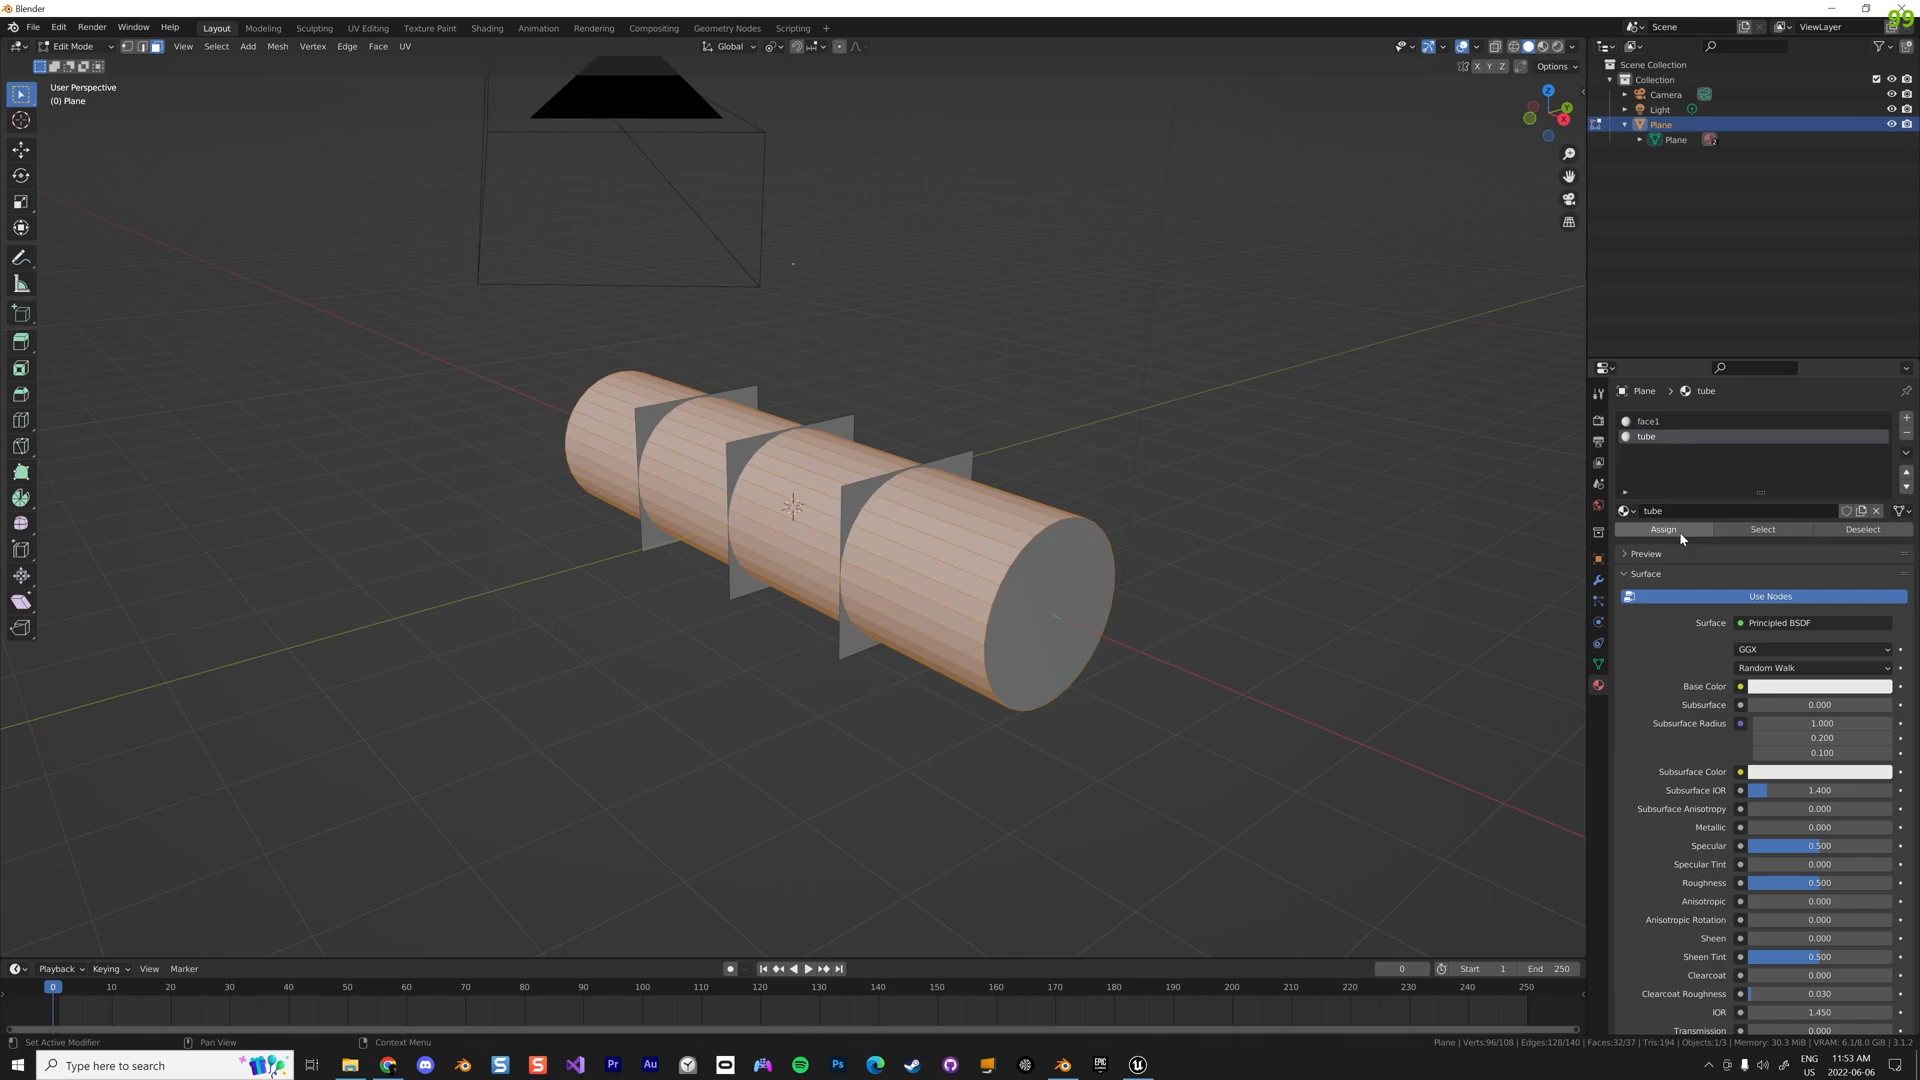 Blender
99
File Edit Render Window Help Layout Modeling Sculpting UV Editing Texture Paint Shading Animation Rendering Compositing Geometry Nodes Scripting + Scene ViewLayer
Edit Mode View Select Add Mesh Vertex Edge Face UV Global
X Y Z Options
User Perspective
(0) Plane
Z
Y
X
Scene Collection
Collection
Camera
Light
Plane
Plane 2
Plane > tube
face1
tube
tube
Assign Select Deselect
Preview
Surface
Use Nodes
Surface Principled BSDF
GGX
Random Walk
Base Color
Subsurface 0.000
Subsurface Radius 1.000
0.200
0.100
Subsurface Color
Subsurface IOR 1.400
Subsurface Anisotropy 0.000
Metallic 0.000
Specular 0.500
Specular Tint 0.000
Roughness 0.500
Anisotropic 0.000
Anisotropic Rotation 0.000
Sheen 0.000
Sheen Tint 0.500
Clearcoat 0.000
Clearcoat Roughness 0.030
IOR 1.450
Transmission 0.000
Playback Keying View Marker 0 Start 1 End 250
0 10 20 30 40 50 60 70 80 90 100 110 120 130 140 150 160 170 180 190 200 210 220 230 240 250
Set Active Modifier Pan View Context Menu Plane | Verts:96/108 | Edges:128/140 | Faces:32/37 | Tris:194 | Objects:1/3 | Memory: 30.3 MiB | VRAM: 6.1/8.0 GiB | 3.1.2
Type here to search Pr Au Ps EPIC GAMES ENG US 11:53 AM 2022-06-06